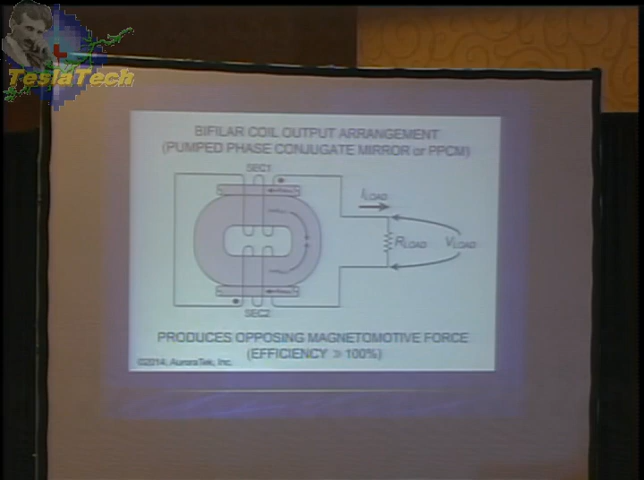 TeslaTech
BIFILAR COIL OUTPUT ARRANGEMENT
(PUMPED PHASE CONJUGATE MIRROR or PPCM)
SEC1
ILOAD
RLOAD
VLOAD
SEC2
PRODUCES OPPOSING MAGNETOMOTIVE FORCE
(EFFICIENCY » 100%)
©2014, AuroraTek, Inc.